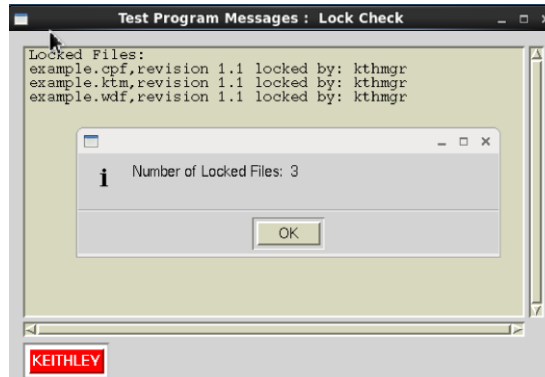 Test Program Messages : Lock Check
Locked Files:
example.cpf,revision 1.1 locked by: kthmgr
example.ktm,revision 1.1 locked by: kthmgr
example.wdf,revision 1.1 locked by: kthmgr
i
Number of Locked Files: 3
OK
KEITHLEY